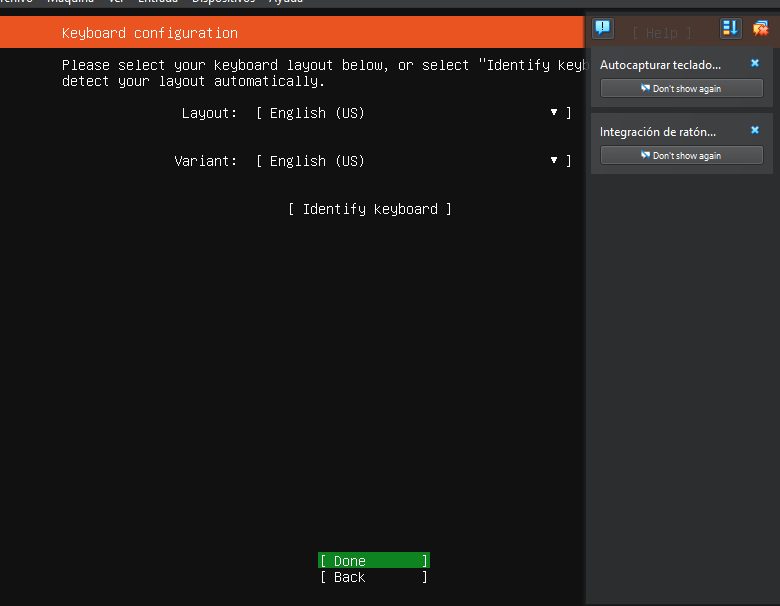 Máquina Ver Entrada Dispositivos Ayuda
Keyboard configuration
[ Help ]
Please select your keyboard layout below, or select "Identify keyb
detect your layout automatically.
Layout: [ English (US) ▼ ]
Variant: [ English (US) ▼ ]
[ Identify keyboard ]
[ Done ]
[ Back ]
Autocapturar teclado...
Don't show again
Integración de ratón...
Don't show again